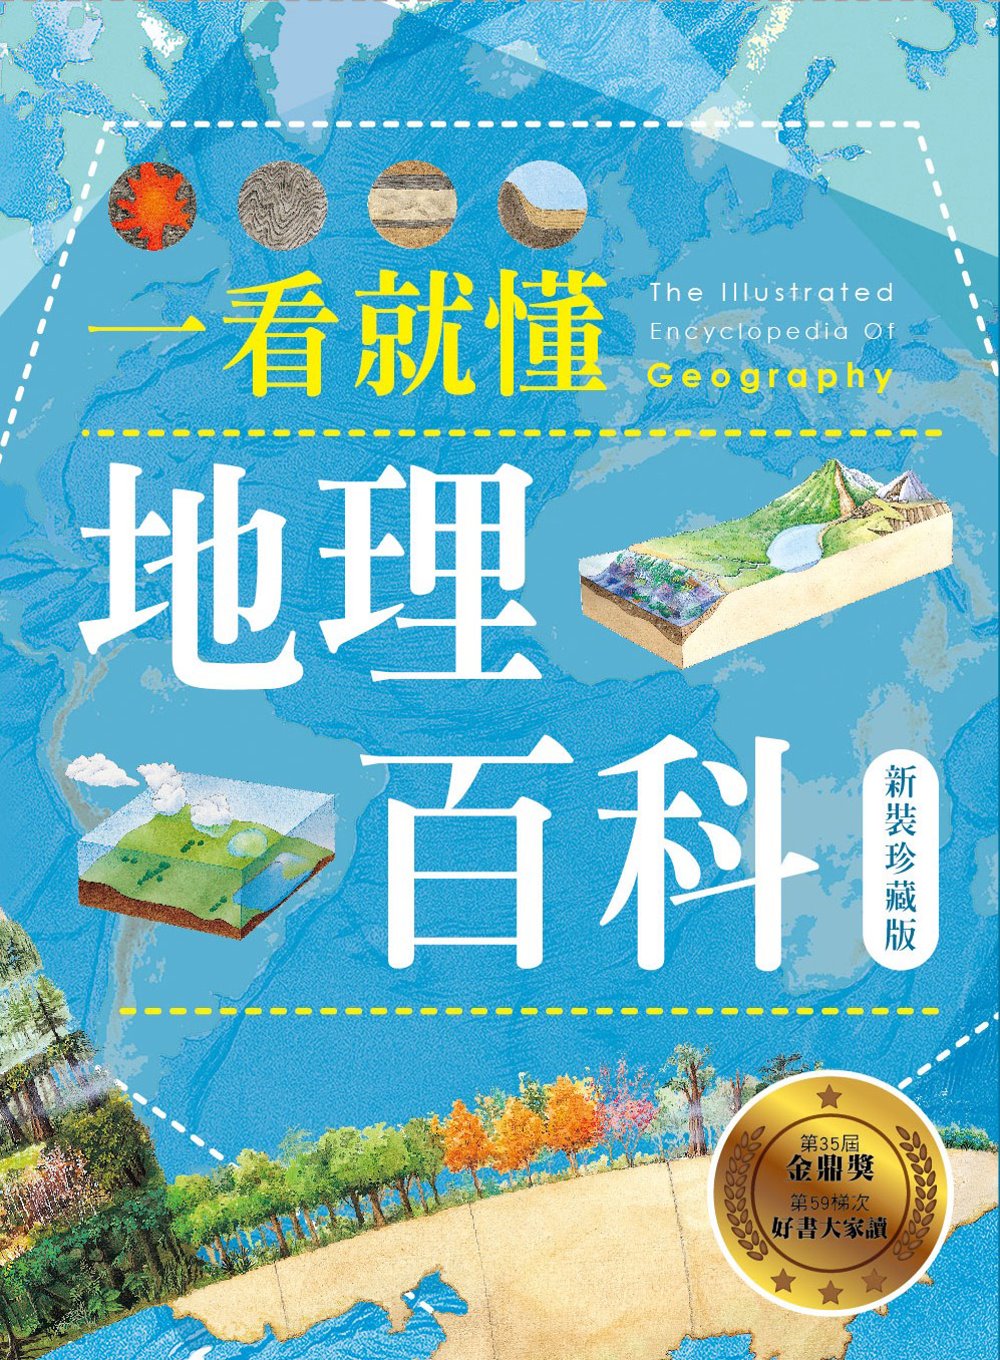 一看就懂
The Illustrated
Encyclopedia Of
Geography
地理
百科
新裝珍藏版
第35屆
金鼎獎
第59梯次
好書大家讀